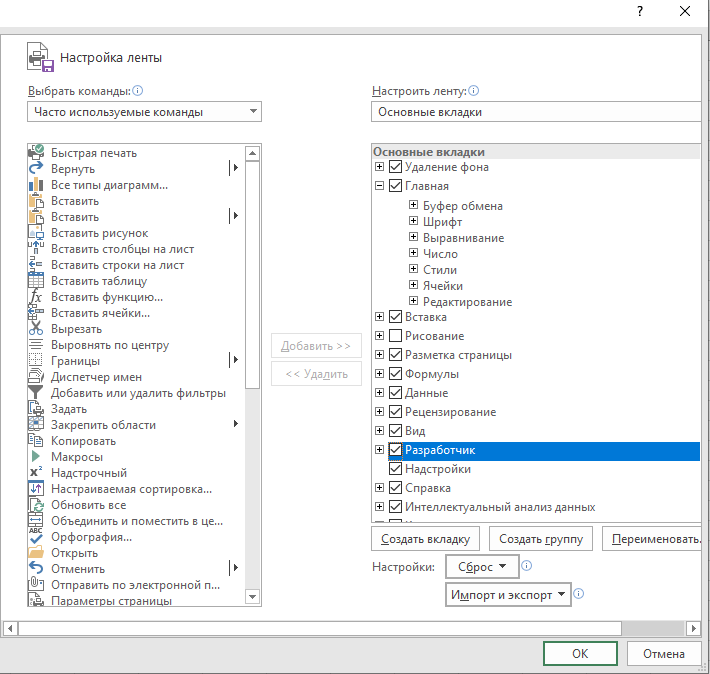 ?
Настройка ленты
Выбрать команды:
Часто используемые команды
Быстрая печать
Вернуть
Все типы диаграмм...
Вставить
Вставить
Вставить рисунок
Вставить столбцы на лист
Вставить строки на лист
Вставить таблицу
Вставить функцию...
Вставить ячейки...
Вырезать
Выровнять по центру
Границы
Диспетчер имен
Добавить или удалить фильтры
Задать
Закрепить области
Копировать
Макросы
Надстрочный
Настраиваемая сортировка...
Обновить все
Объединить и поместить в це...
Орфография...
Открыть
Отменить
Отправить по электронной п...
Параметры страницы
Добавить >>
<< Удалить
Настроить ленту:
Основные вкладки
Основные вкладки
Удаление фона
Главная
Буфер обмена
Шрифт
Выравнивание
Число
Стили
Ячейки
Редактирование
Вставка
Рисование
Разметка страницы
Формулы
Данные
Рецензирование
Вид
Разработчик
Надстройки
Справка
Интеллектуальный анализ данных
Создать вкладку
Создать группу
Переименовать.
Настройки:
Сброс
Импорт и экспорт
ОК
Отмена